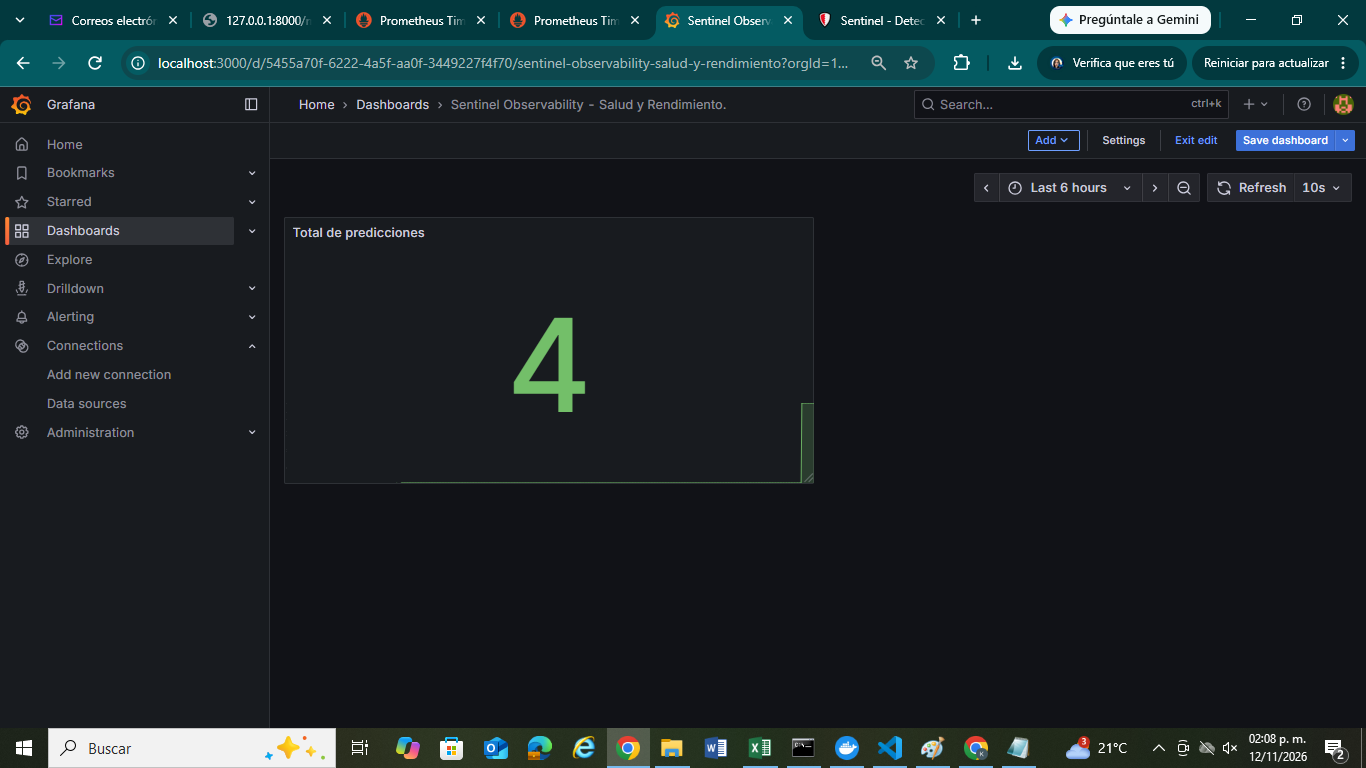 Correos electrón
127.0.0.1:8000/n
Prometheus Tim
Prometheus Tim
Sentinel Observ
Sentinel - Detec
Pregúntale a Gemini
localhost:3000/d/5455a70f-6222-4a5f-aa0f-3449227f4f70/sentinel-observability-salud-y-rendimiento?orgId=1...
Verifica que eres tú
Reiniciar para actualizar
Grafana
Home › Dashboards › Sentinel Observability - Salud y Rendimiento.
Search...
ctrl+k
Add
Settings
Exit edit
Save dashboard
Home
Bookmarks
Starred
Dashboards
Explore
Drilldown
Alerting
Connections
Add new connection
Data sources
Administration
Last 6 hours
Refresh
10s
Total de predicciones
4
Buscar
3
21°C
02:08 p. m.
12/11/2026
2